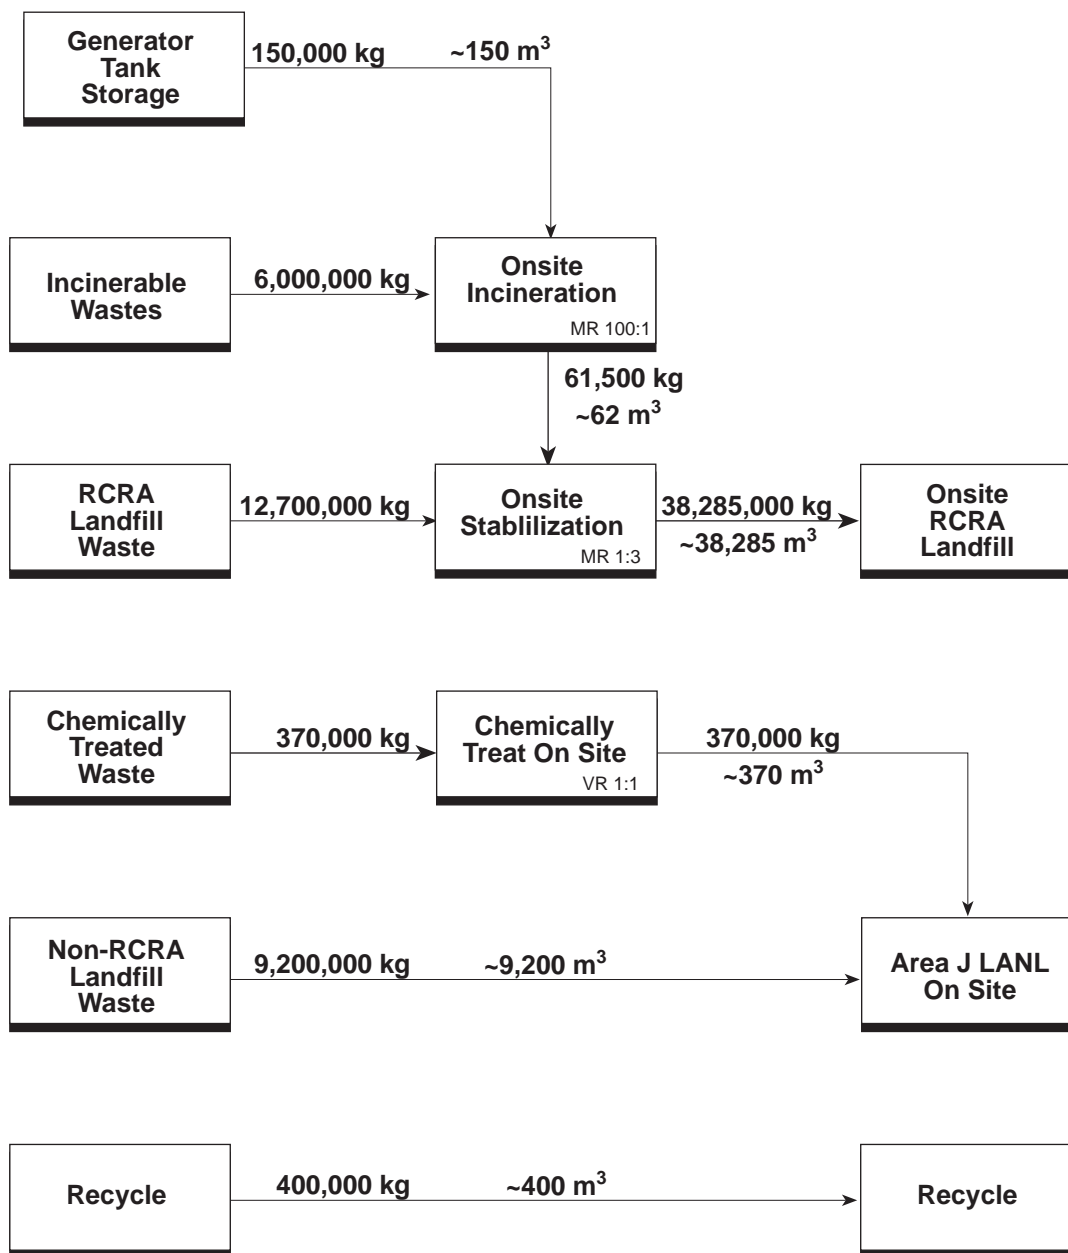 Generator
Tank
Storage
150,000 kg ~150 m³
Incinerable
Wastes
6,000,000 kg
Onsite
Incineration
MR 100:1
61,500 kg
~62 m³
RCRA
Landfill
Waste
12,700,000 kg
Onsite
Stablilization
MR 1:3
38,285,000 kg
~38,285 m³
Onsite
RCRA
Landfill
Chemically
Treated
Waste
370,000 kg
Chemically
Treat On Site
VR 1:1
370,000 kg
~370 m³
Non-RCRA
Landfill
Waste
9,200,000 kg ~9,200 m³
Area J LANL
On Site
Recycle
400,000 kg ~400 m³
Recycle